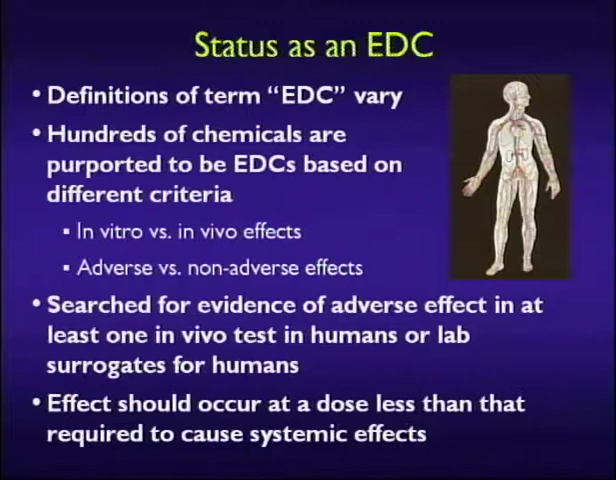 Status as an EDC
• Definitions of term “EDC” vary
• Hundreds of chemicals are
purported to be EDCs based on
different criteria
▪ In vitro vs. in vivo effects
▪ Adverse vs. non-adverse effects
• Searched for evidence of adverse effect in at
least one in vivo test in humans or lab
surrogates for humans
• Effect should occur at a dose less than that
required to cause systemic effects